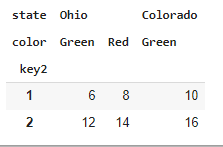 state Ohio Colorado
color Green Red Green
key2
1 6 8 10
2 12 14 16